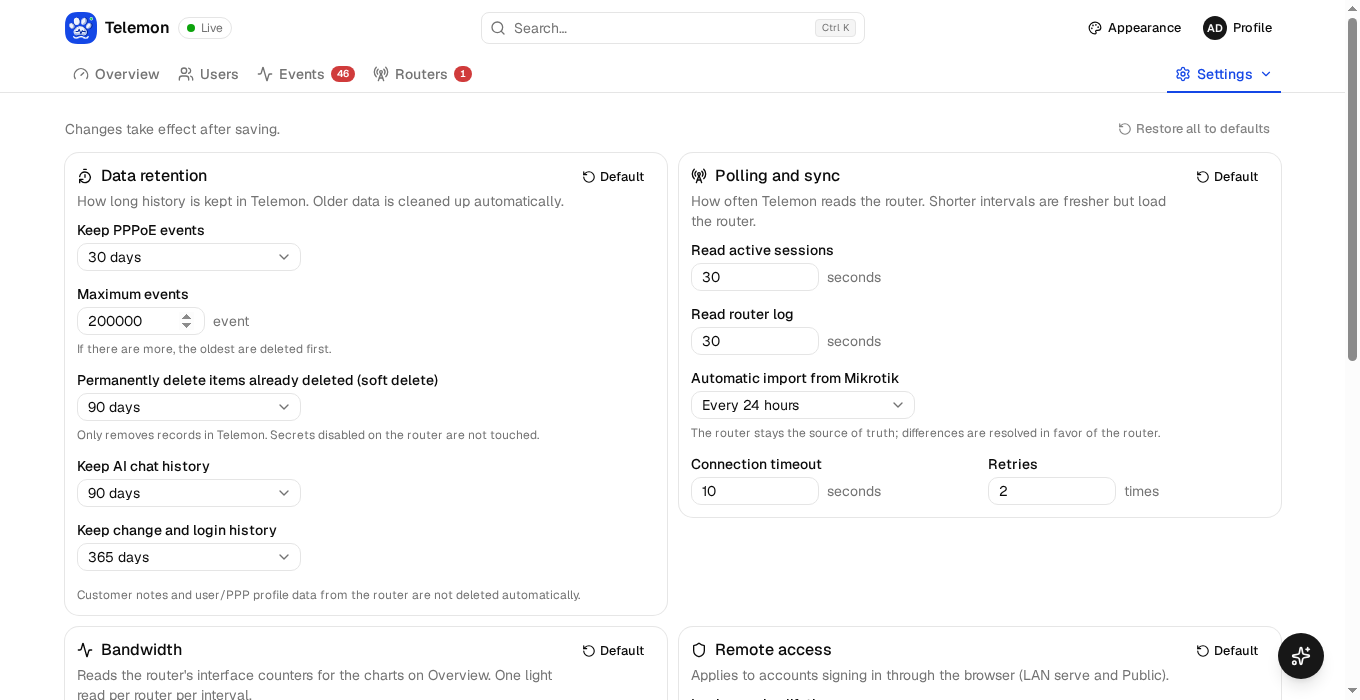 Telemon
Live
Search...
Ctrl K
Appearance
AD
Profile
Overview
Users
Events
46
Routers
1
Settings
Changes take effect after saving.
Restore all to defaults
Data retention
Default
How long history is kept in Telemon. Older data is cleaned up automatically.
Keep PPPoE events
30 days
Maximum events
200000
event
If there are more, the oldest are deleted first.
Permanently delete items already deleted (soft delete)
90 days
Only removes records in Telemon. Secrets disabled on the router are not touched.
Keep AI chat history
90 days
Keep change and login history
365 days
Customer notes and user/PPP profile data from the router are not deleted automatically.
Polling and sync
Default
How often Telemon reads the router. Shorter intervals are fresher but load
the router.
Read active sessions
30
seconds
Read router log
30
seconds
Automatic import from Mikrotik
Every 24 hours
The router stays the source of truth; differences are resolved in favor of the router.
Connection timeout
10
seconds
Retries
2
times
Bandwidth
Default
Reads the router's interface counters for the charts on Overview. One light
read per router per interval.
Remote access
Default
Applies to accounts signing in through the browser (LAN serve and Public).